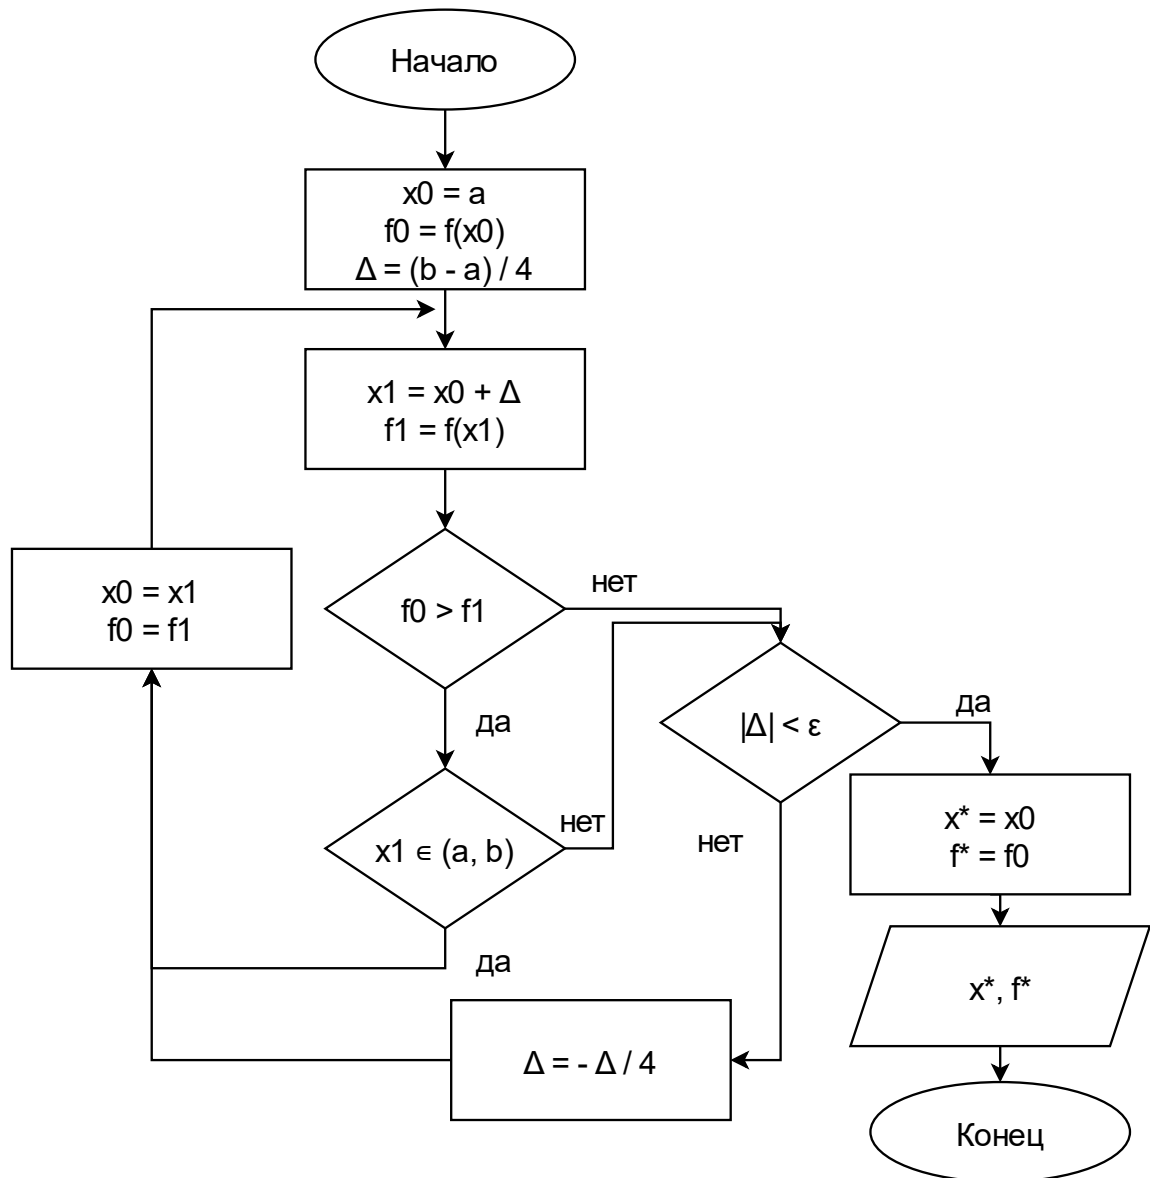 Начало
x0 = a
f0 = f(x0)
Δ = (b - a) / 4
x1 = x0 + Δ
f1 = f(x1)
x0 = x1
f0 = f1
f0 > f1
нет
да
|Δ| < ε
да
нет
x1 ∊ (a, b)
нет
да
x* = x0
f* = f0
x*, f*
Δ = - Δ / 4
Конец